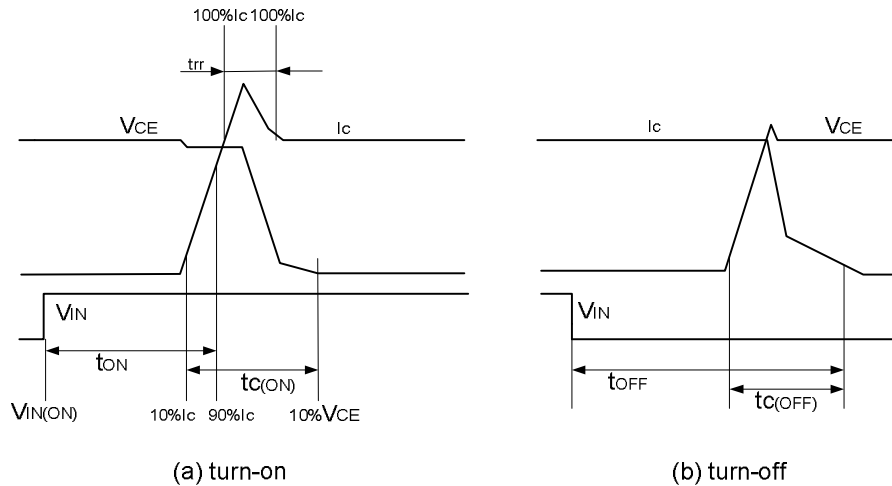 100%Ic 100%Ic
trr
VCE Ic
VIN
tON
tC(ON)
VIN(ON) 10%Ic 90%Ic 10%VCE
(a) turn-on
Ic VCE
VIN
tOFF
tC(OFF)
(b) turn-off